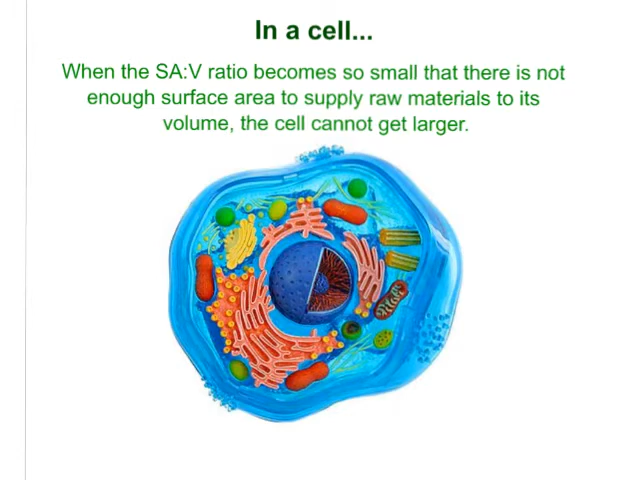 In a cell...
When the SA:V ratio becomes so small that there is not
enough surface area to supply raw materials to its
volume, the cell cannot get larger.